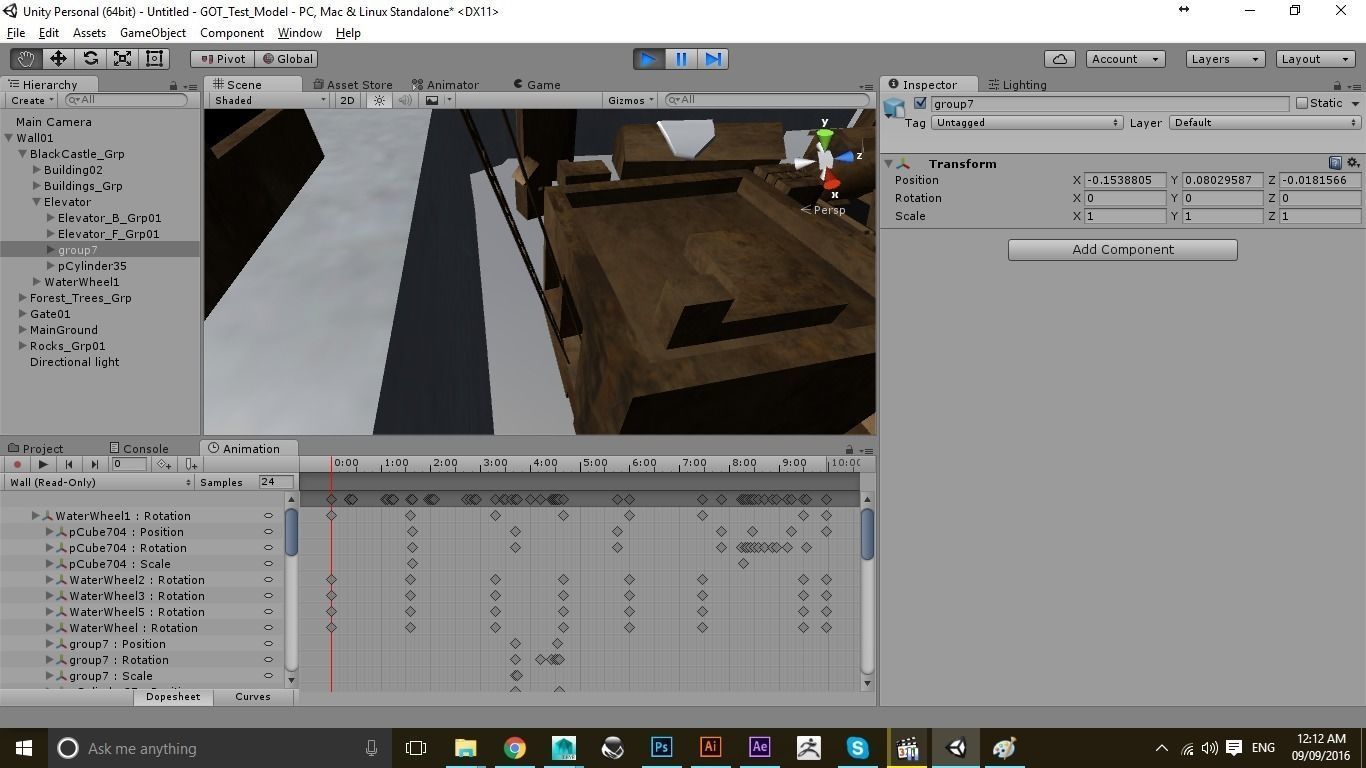 Unity Personal (64bit) - Untitled - GOT_Test_Model - PC, Mac & Linux Standalone* <DX11>
File Edit Assets GameObject Component Window Help
Pivot Global Account Layers Layout
Hierarchy
Create All
Main Camera
Wall01
BlackCastle_Grp
Building02
Buildings_Grp
Elevator
Elevator_B_Grp01
Elevator_F_Grp01
group7
pCylinder35
WaterWheel1
Forest_Trees_Grp
Gate01
MainGround
Rocks_Grp01
Directional light
Scene Asset Store Animator Game
Shaded 2D Gizmos All
y
z
x
Persp
Inspector Lighting
group7 Static
Tag Untagged Layer Default
Transform
Position X -0.1538805 Y 0.08029587 Z -0.0181566
Rotation X 0 Y 0 Z 0
Scale X 1 Y 1 Z 1
Add Component
Project Console Animation
0 0:00 1:00 2:00 3:00 4:00 5:00 6:00 7:00 8:00 9:00 10:00
Wall (Read-Only) Samples 24
WaterWheel1 : Rotation
pCube704 : Position
pCube704 : Rotation
pCube704 : Scale
WaterWheel2 : Rotation
WaterWheel3 : Rotation
WaterWheel5 : Rotation
WaterWheel : Rotation
group7 : Position
group7 : Rotation
group7 : Scale
Dopesheet Curves
Ask me anything
Ps Ai Ae
ENG
12:12 AM
09/09/2016